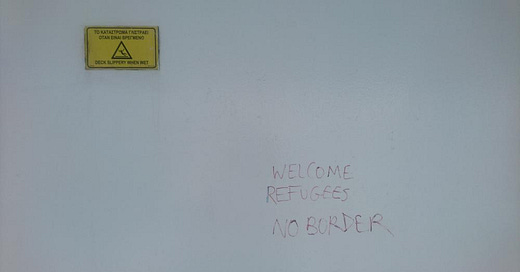 ΤΟ ΚΑΤΑΣΤΡΩΜΑ ΓΛΙΣΤΡΑΕΙ
ΟΤΑΝ ΕΙΝΑΙ ΒΡΕΓΜΕΝΟ
DECK SLIPPERY WHEN WET
WELCOME
REFUGEES
NO BORDER